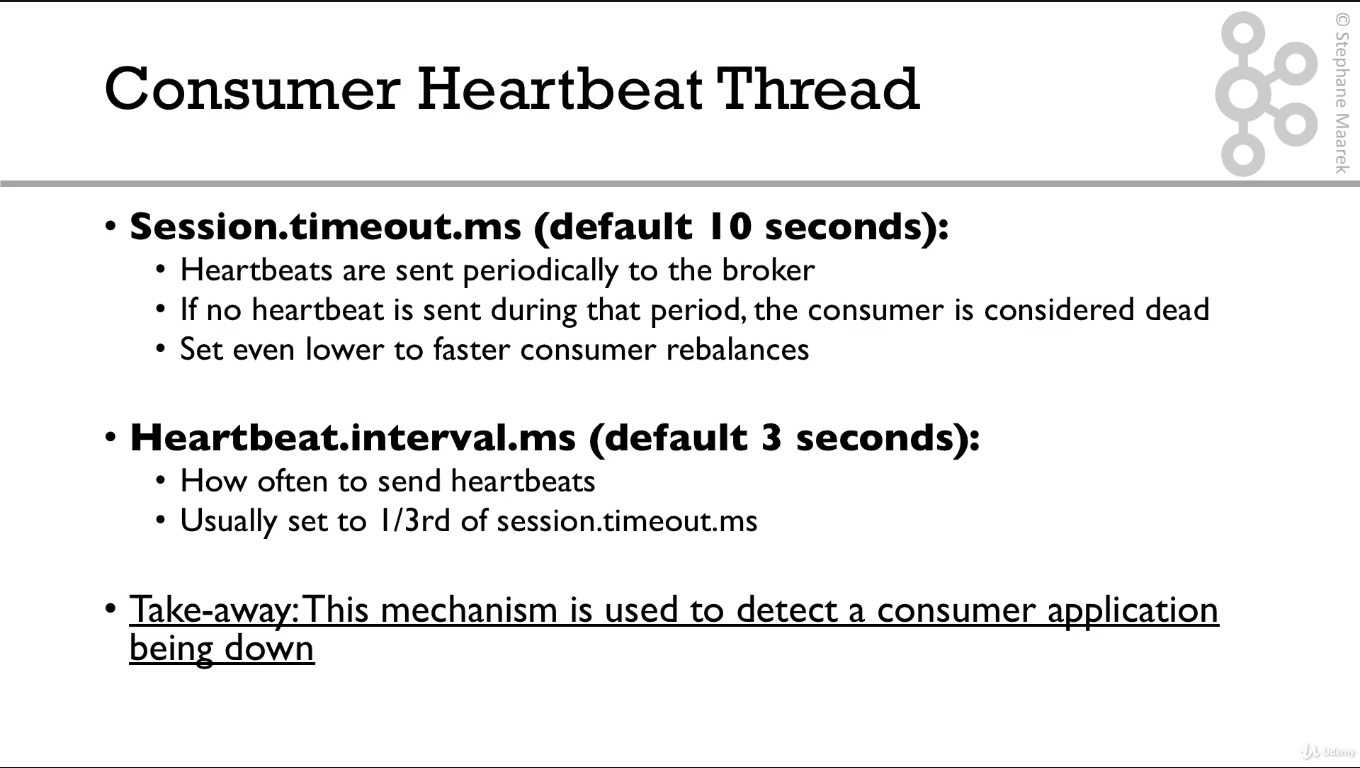 Consumer Heartbeat Thread
© Stephane Maarek
• Session.timeout.ms (default 10 seconds):
• Heartbeats are sent periodically to the broker
• If no heartbeat is sent during that period, the consumer is considered dead
• Set even lower to faster consumer rebalances
• Heartbeat.interval.ms (default 3 seconds):
• How often to send heartbeats
• Usually set to 1/3rd of session.timeout.ms
• Take-away: This mechanism is used to detect a consumer application
being down
Udemy